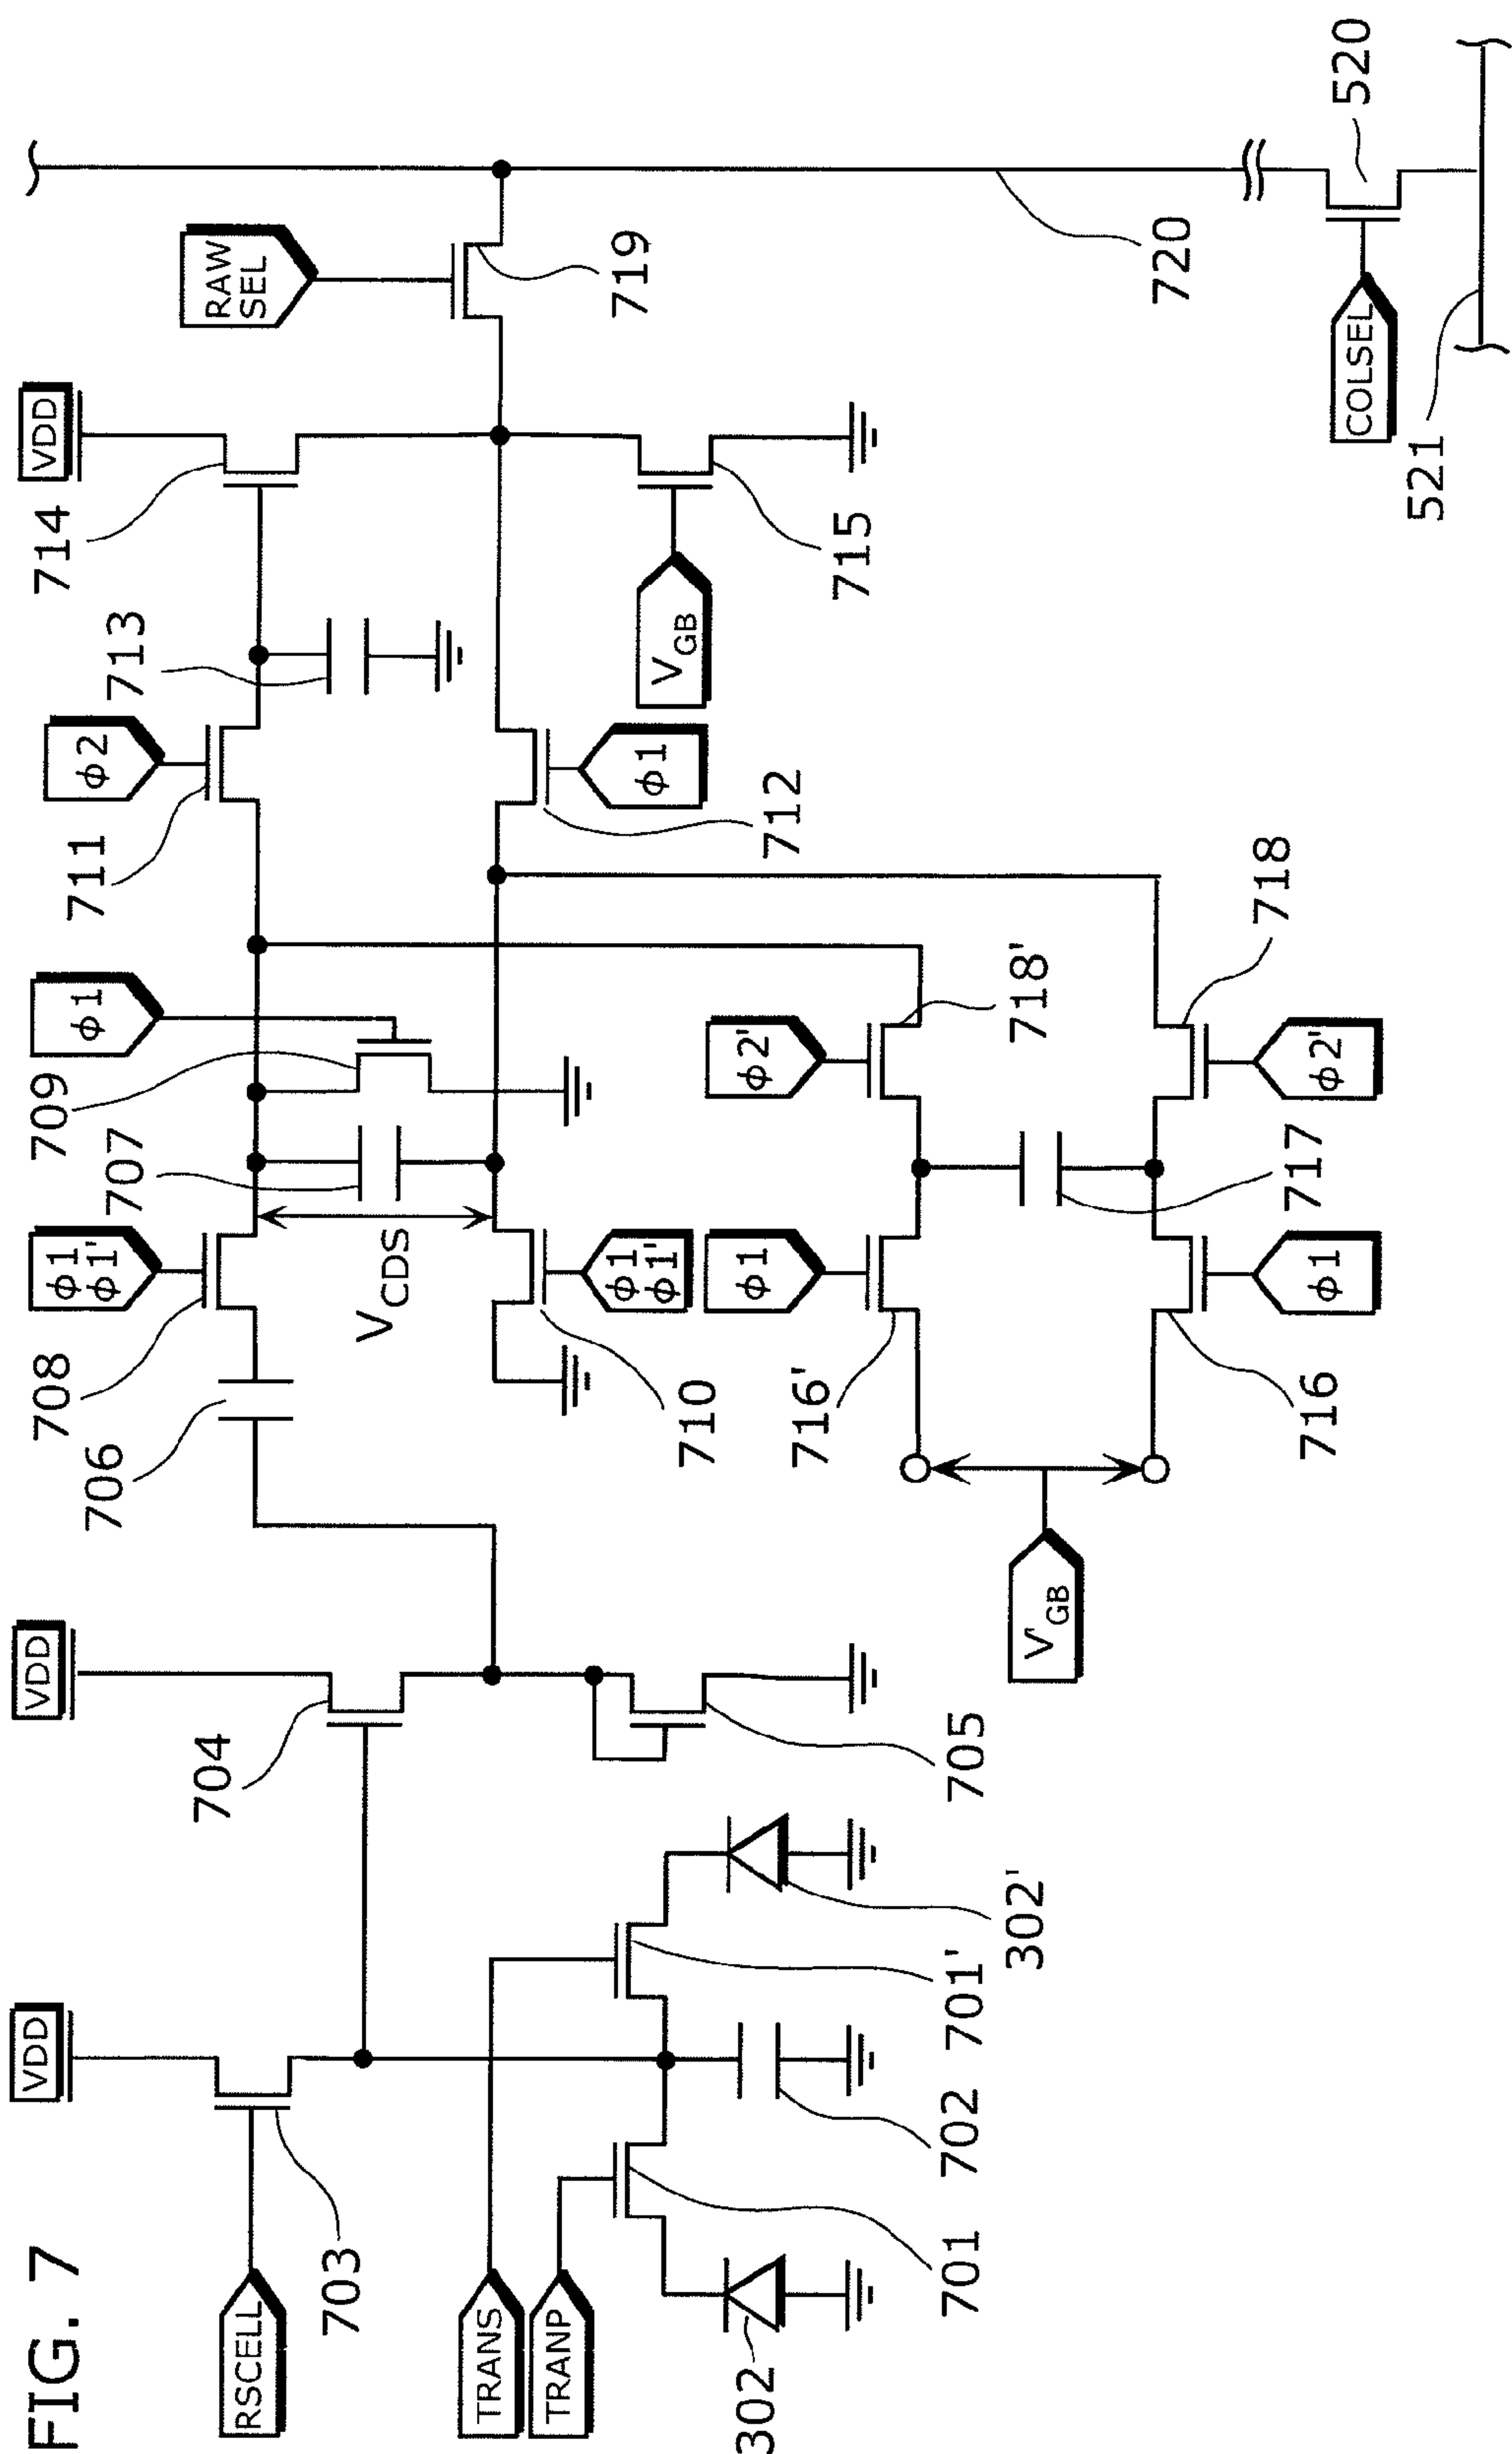 FIG. 7
VDD
RSCELL
703
TRANS
TRANP
302
701
702
701'
302'
VDD
704
705
706
708
ϕ1
ϕ1'
707
709
ϕ1
VCDS
710
ϕ1
ϕ1'
711
ϕ2
713
712
ϕ1
714
VDD
715
VGB
RAW
SEL
719
720
COLSEL
520
521
V'GB
716'
ϕ1
716
ϕ1
717
718'
ϕ2'
718
ϕ2'